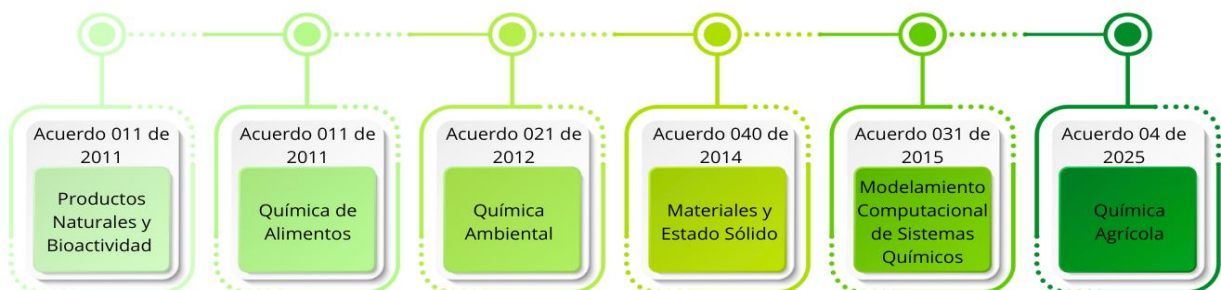 Acuerdo 011 de
2011
Productos
Naturales y
Bioactividad
Acuerdo 011 de
2011
Química de
Alimentos
Acuerdo 021 de
2012
Química
Ambiental
Acuerdo 040 de
2014
Materiales y
Estado Sólido
Acuerdo 031 de
2015
Modelamiento
Computacional
de Sistemas
Químicos
Acuerdo 04 de
2025
Química
Agrícola